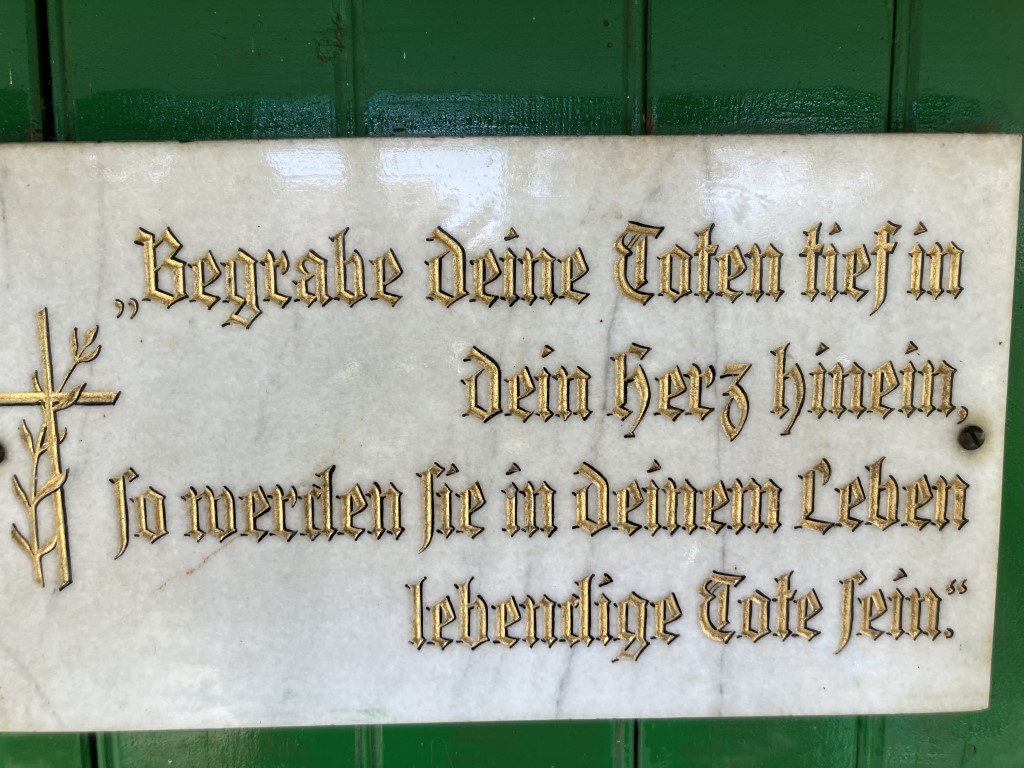 „Begrabe deine Toten tief in
dein Herz hinein,
so werden sie in deinem Leben
lebendige Tote sein.“